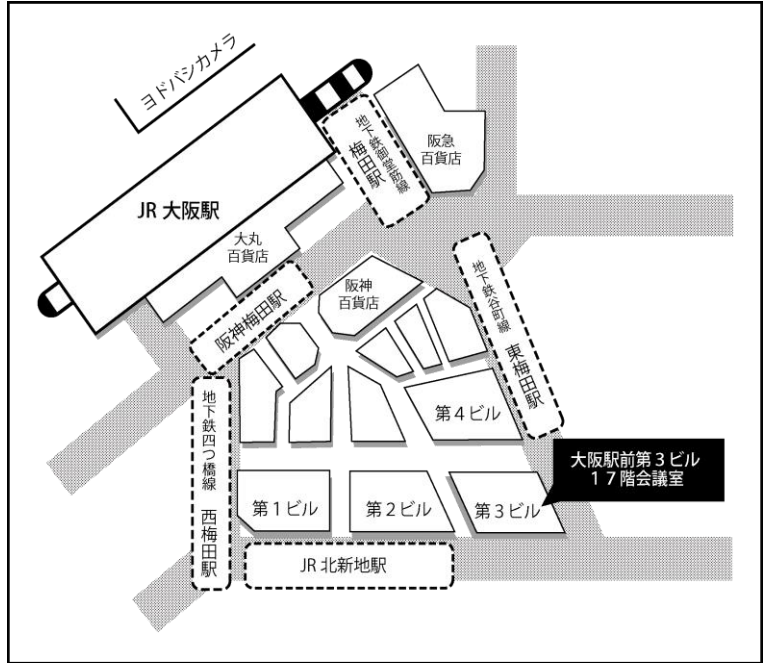 ヨドバシカメラ
地下鉄御堂筋線
梅田駅
阪急
百貨店
JR 大阪駅
大丸
百貨店
阪神
百貨店
阪神梅田駅
地下鉄谷町線
東梅田駅
地下鉄四つ橋線
西梅田駅
第4ビル
大阪駅前第3ビル
17階会議室
第1ビル
第2ビル
第3ビル
JR 北新地駅